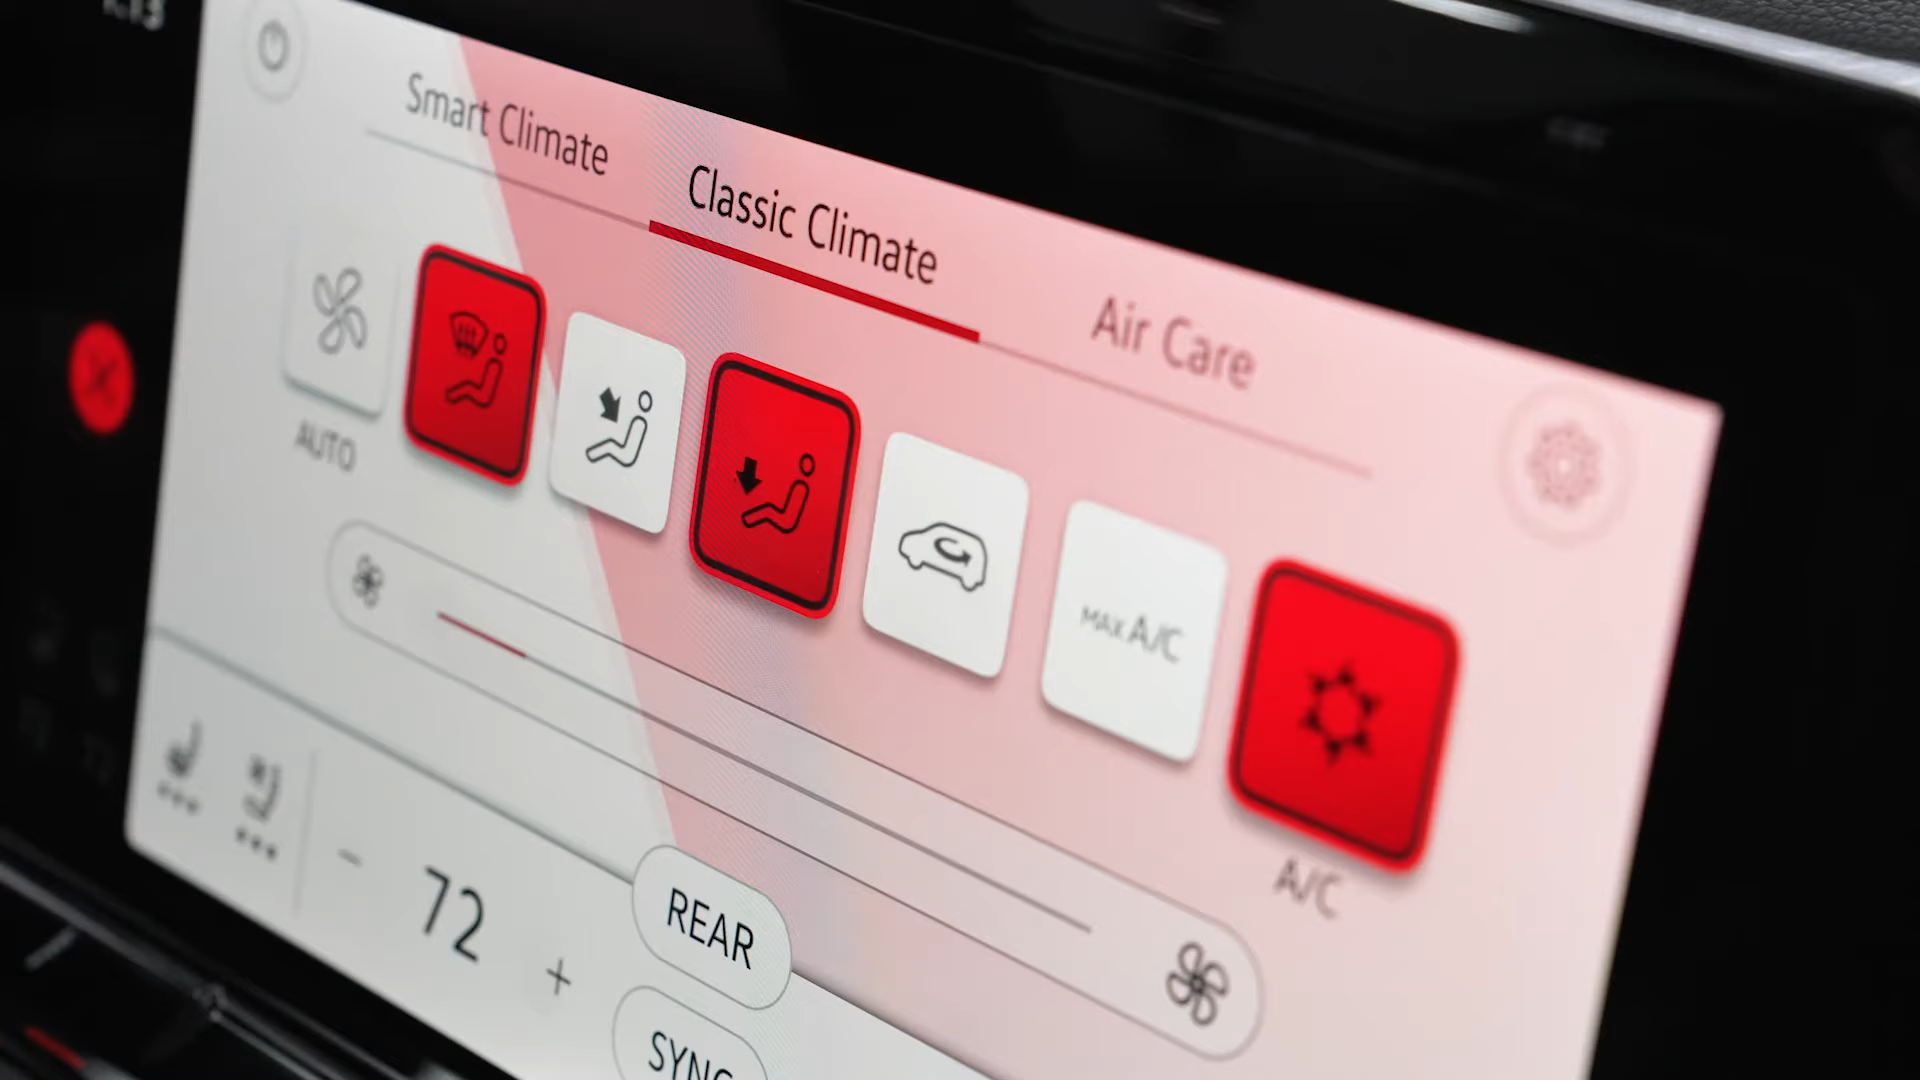 Smart Climate
Classic Climate
Air Care
AUTO
MAX A/C
A/C
72
REAR
SYNC